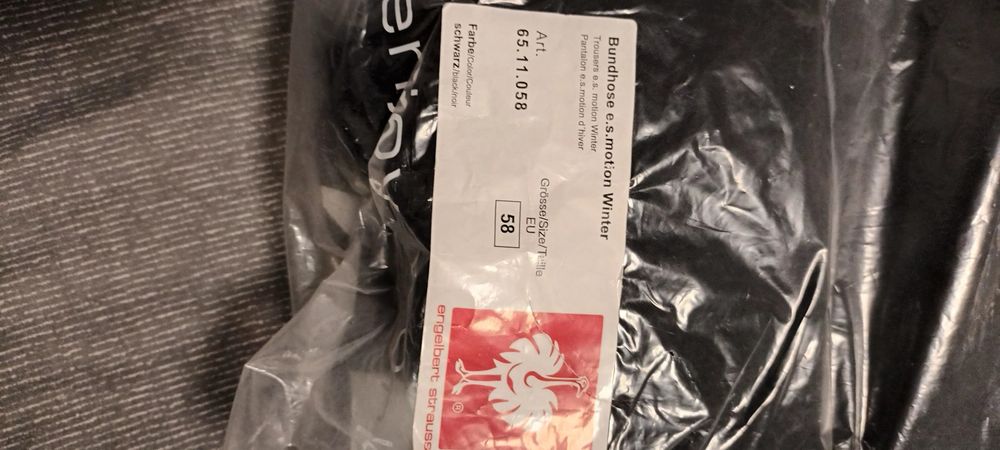 Bundhose e.s.motion Winter
Trousers e.s. motion Winter
Pantalon e.s.motion d'hiver
Art.
65.11.058
Grösse/Size/Taille
EU
58
Farbe/Color/Couleur
schwarz/black/noir
engelbert strauss
®